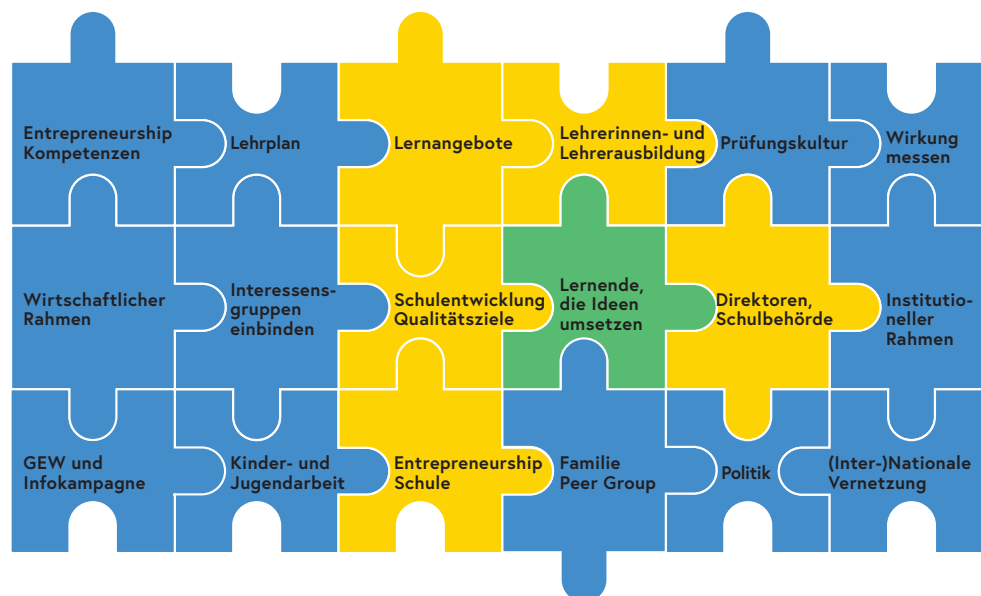 Entrepreneurship
Kompetenzen
Lehrplan
Lernangebote
Lehrerinnen- und
Lehrerausbildung
Prüfungskultur
Wirkung
messen
Wirtschaftlicher
Rahmen
Interessens-
gruppen
einbinden
Schulentwicklung
Qualitätsziele
Lernende,
die Ideen
umsetzen
Direktoren,
Schulbehörde
Institutio-
neller
Rahmen
GEW und
Infokampagne
Kinder- und
Jugendarbeit
Entrepreneurship
Schule
Familie
Peer Group
Politik
(Inter-)Nationale
Vernetzung